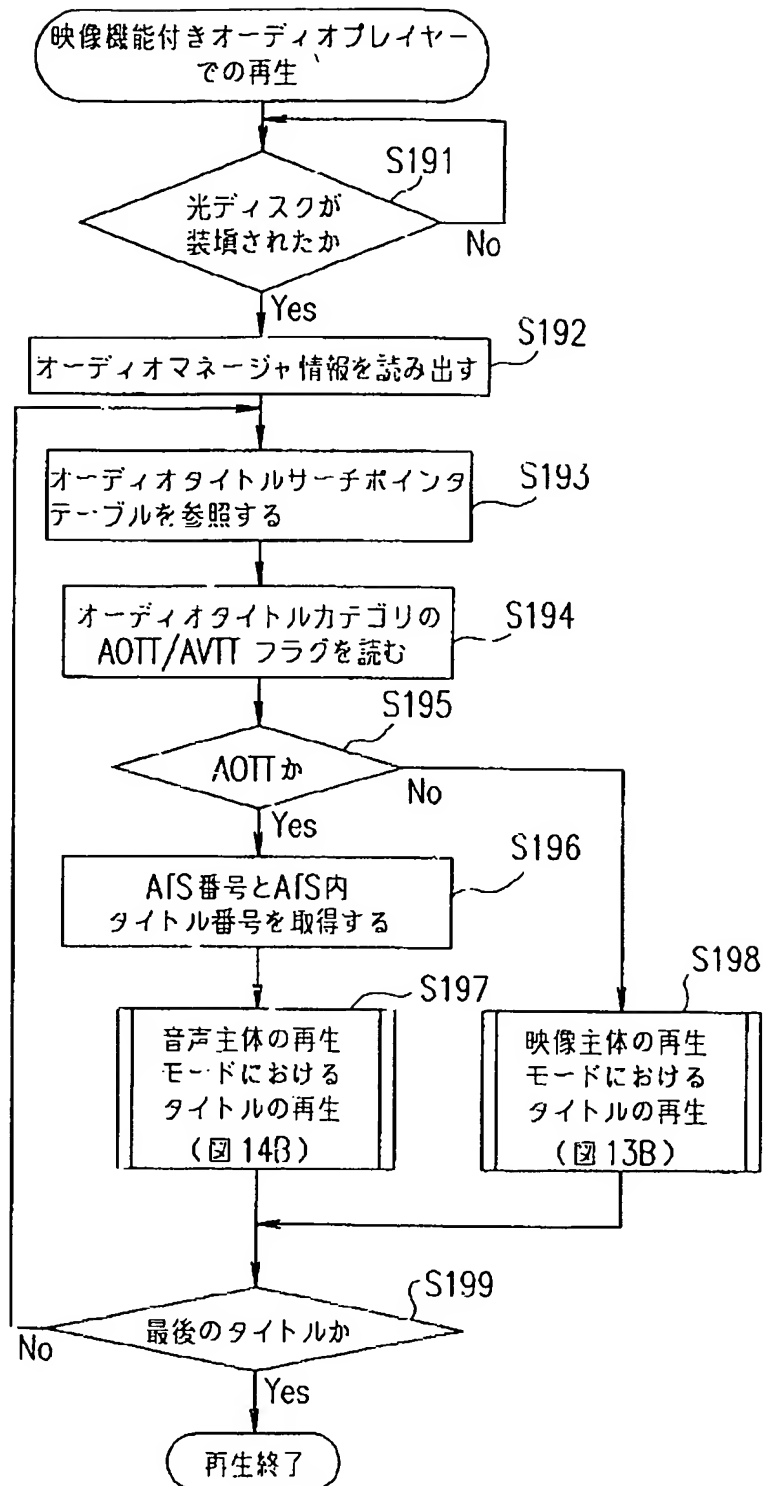 映像機能付きオーディオプレイヤー
での再生
S191
光ディスクが
装填されたか
No
Yes
S192
オーディオマネージャ情報を読み出す
S193
オーディオタイトルサーチポインタ
テーブルを参照する
S194
オーディオタイトルカテゴリの
AOTT/AVTT フラグを読む
S195
AOTTか
No
Yes
S196
ATS番号とATS内
タイトル番号を取得する
S197
音声主体の再生
モードにおける
タイトルの再生
(図14B)
S198
映像主体の再生
モードにおける
タイトルの再生
(図13B)
S199
最後のタイトルか
No
Yes
再生終了